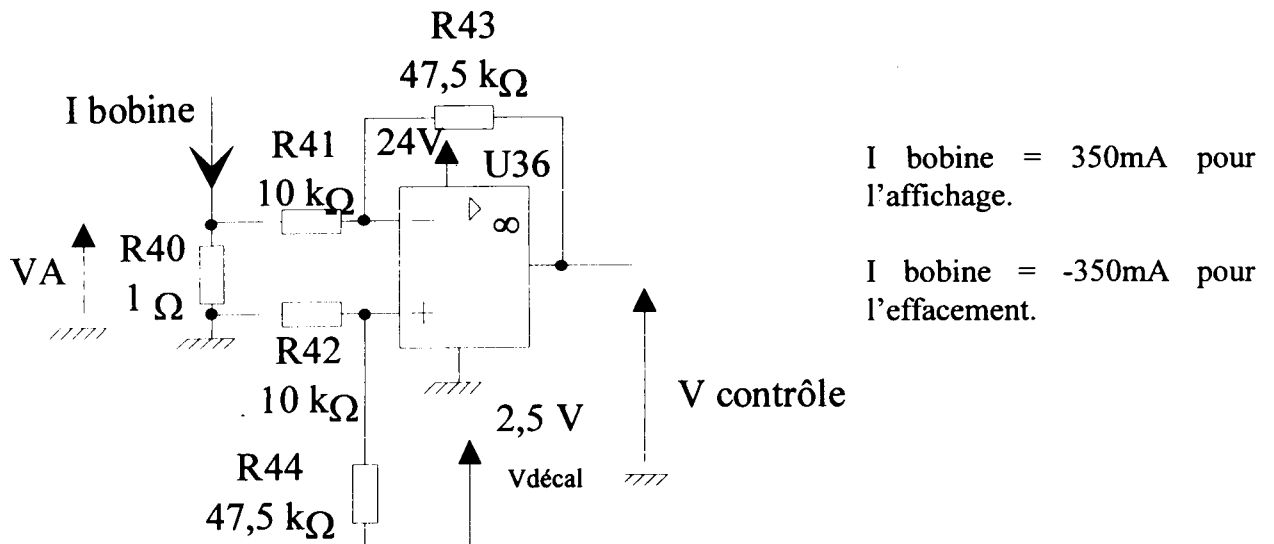 R43
47,5 kΩ
I bobine
R41
10 kΩ
24V
U36
∞
VA
R40
1 Ω
R42
10 kΩ
2,5 V
Vdécal
V contrôle
R44
47,5 kΩ
I bobine = 350mA pour
l'affichage.
I bobine = -350mA pour
l'effacement.